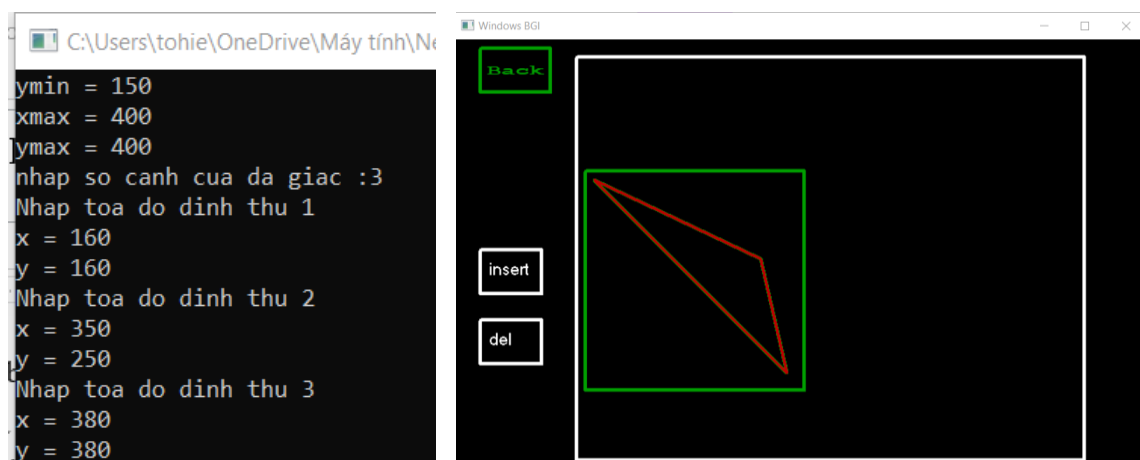 C:\Users\tohie\OneDrive\Máy tính\Ne
ymin = 150
xmax = 400
ymax = 400
nhap so canh cua da giac :3
Nhap toa do dinh thu 1
x = 160
y = 160
Nhap toa do dinh thu 2
x = 350
y = 250
Nhap toa do dinh thu 3
x = 380
y = 380
Windows BGI
Back
insert
del